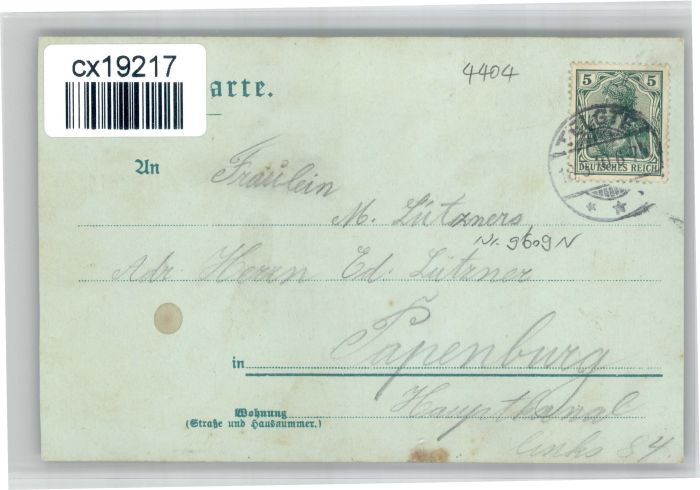 cx19217
arte.
4404
5 5
DEUTSCHES REICH
TELGTE
An Fräulein
M. Lützners
Nr. 9609 N
Adr. Herrn Ed. Lützner
in Papenburg
Wohnung
(Straße und Hausnummer.)
Hauptkanal
links 84.